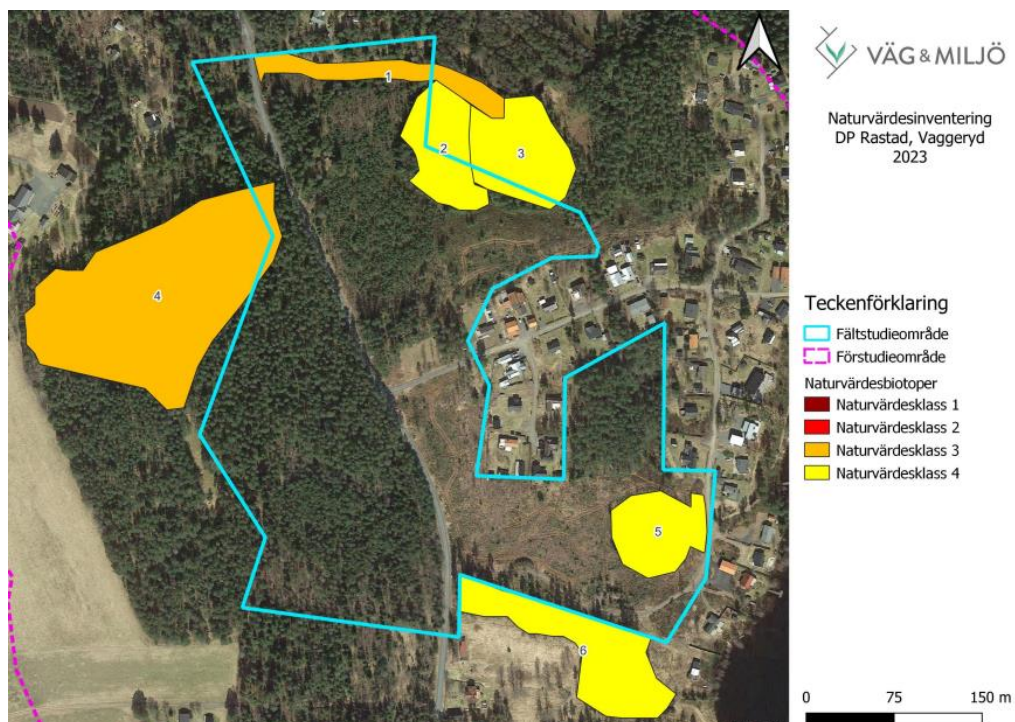 VÄG & MILJÖ
Naturvärdesinventering
DP Rastad, Vaggeryd
2023
Teckenförklaring
Fältstudieområde
Förstudieområde
Naturvärdesbiotoper
Naturvärdesklass 1
Naturvärdesklass 2
Naturvärdesklass 3
Naturvärdesklass 4
0 75 150 m
1
2
3
4
5
6